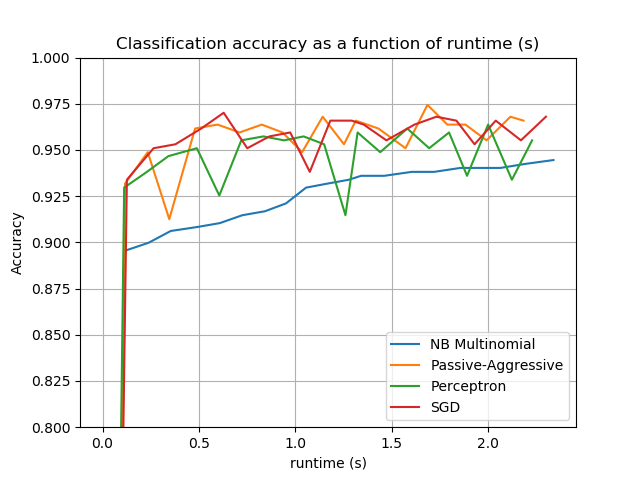 Classification accuracy as a function of runtime (s)
1.000
0.975
0.950
0.925
0.900
0.875
0.850
0.825
0.800
Accuracy
NB Multinomial
Passive-Aggressive
Perceptron
SGD
0.0 0.5 1.0 1.5 2.0
runtime (s)